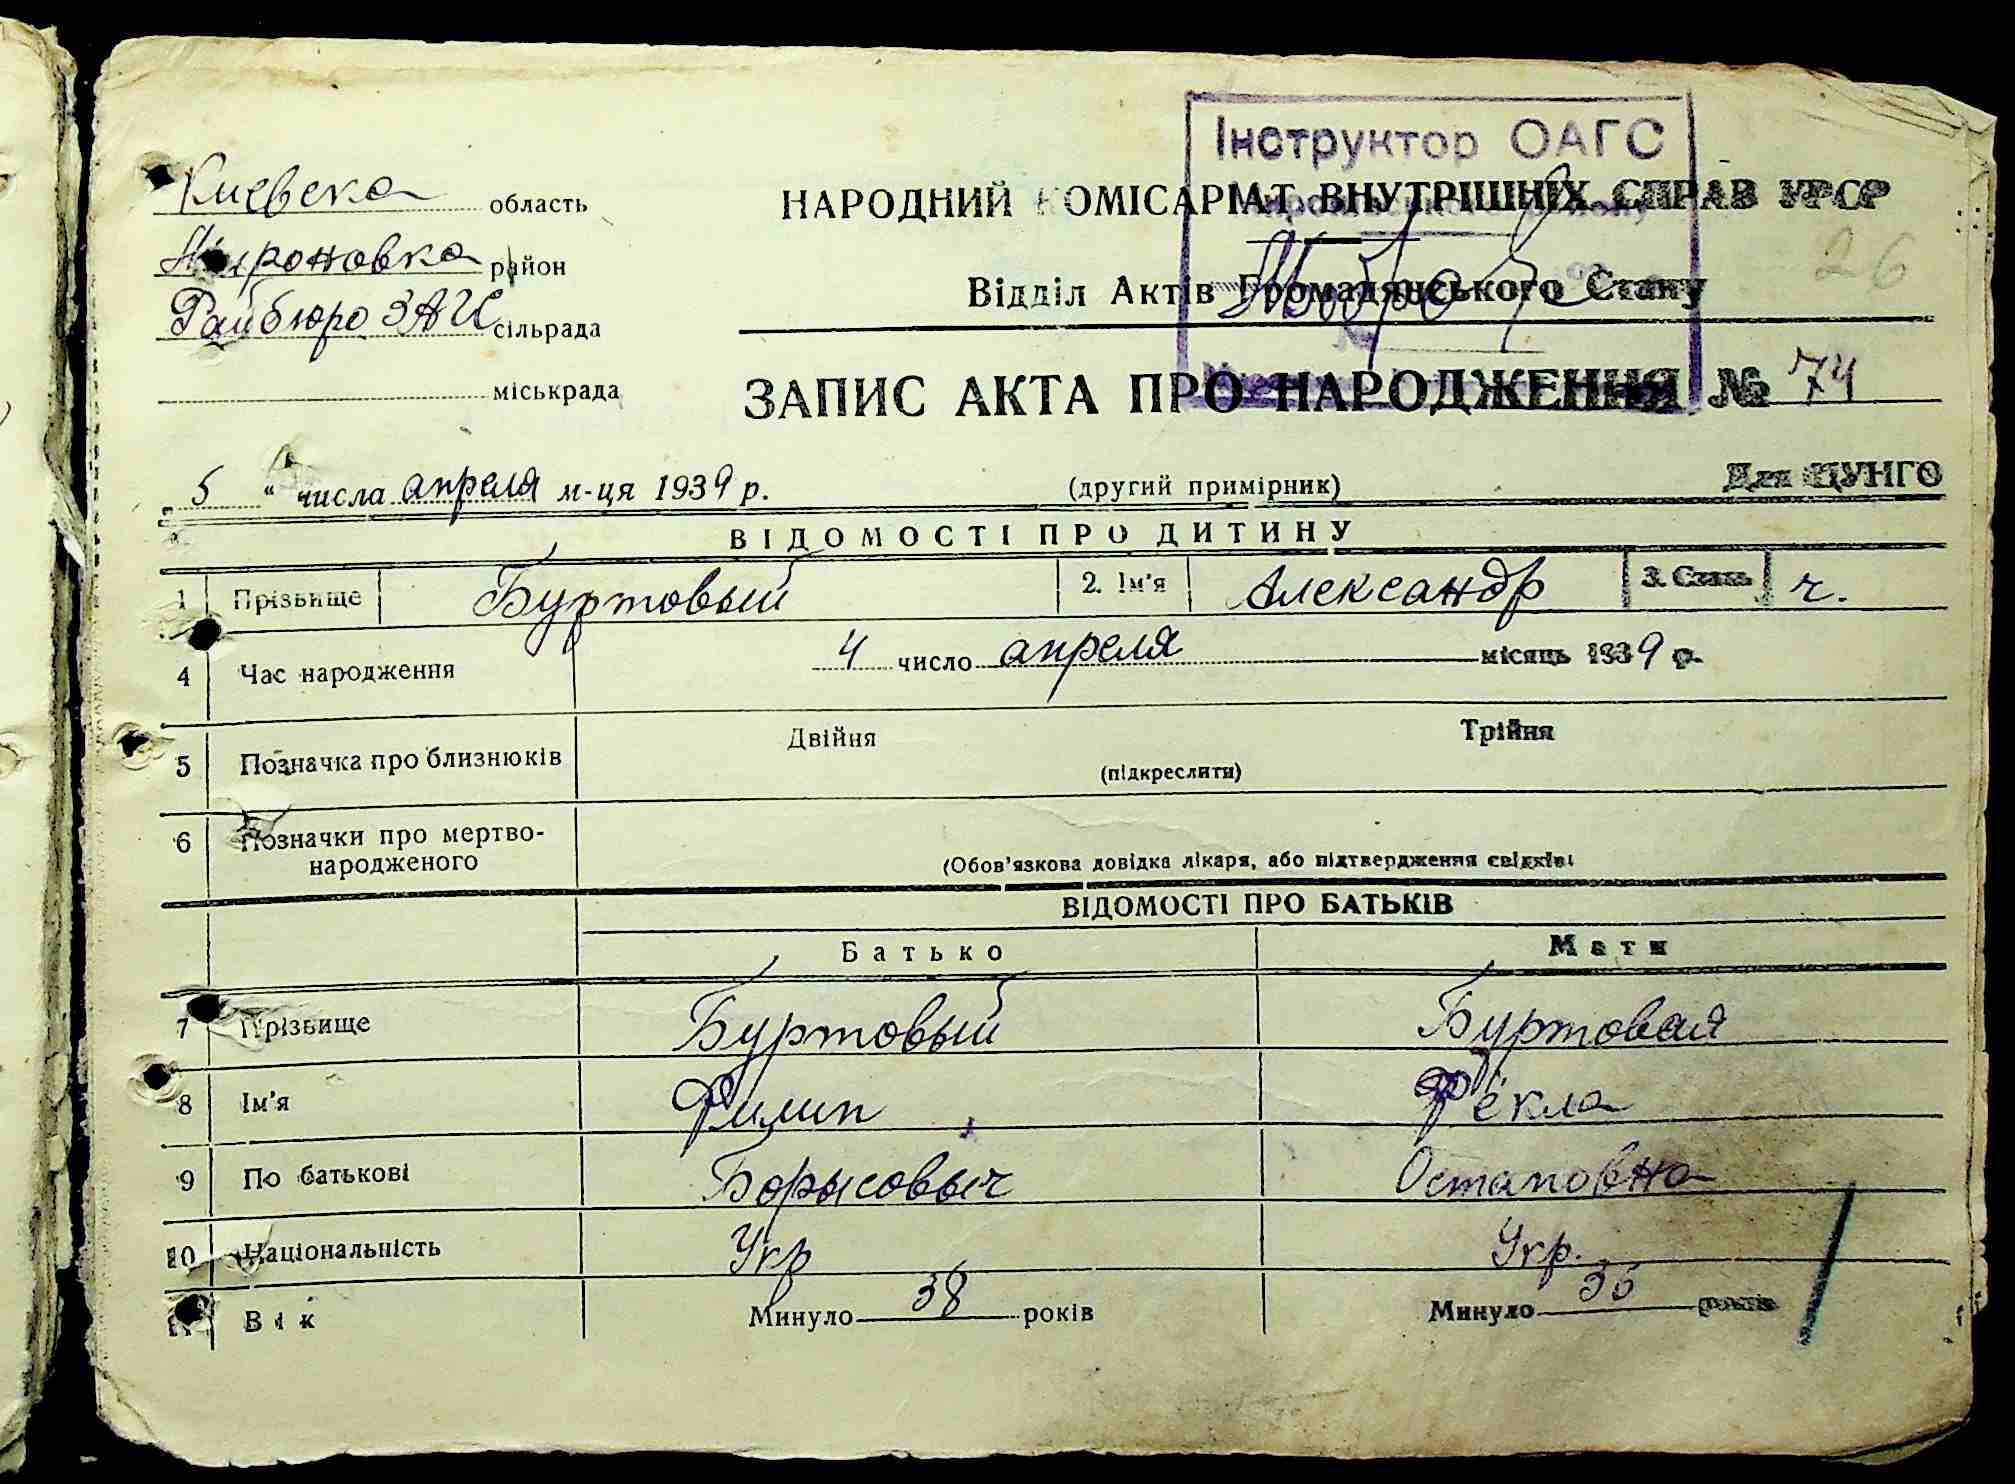 Інструктор ОАГС
Киевска область
НАРОДНИЙ КОМІСАРІАТ ВНУТРІШНІХ СПРАВ УРСР
Мироновка район
26
Відділ Актів Громадянського Стану
Райбюро ЗАГС сільрада
міськрада
ЗАПИС АКТА ПРО НАРОДЖЕННЯ № 74
5 " числа апреля м-ця 1939 р.
(другий примірник)
Для ЦУНГО
ВІДОМОСТІ ПРО ДИТИНУ
1 Прізвище Буртовый 2. Ім'я Александр 3. Стать ч.
4 Час народження 4 число апреля місяць 1939 р.
5 Позначка про близнюків Двійня Трійня
(підкреслити)
6 Позначки про мертво-
народженого
(Обов'язкова довідка лікаря, або підтвердження свідків)
ВІДОМОСТІ ПРО БАТЬКІВ
Батько Мати
7 Прізвище Буртовый Буртовая
8 Ім'я Филип Фёкла
9 По батькові Борысовыч Остаповна
10 Національність Укр Укр.
11 Вік Минуло 38 років Минуло років